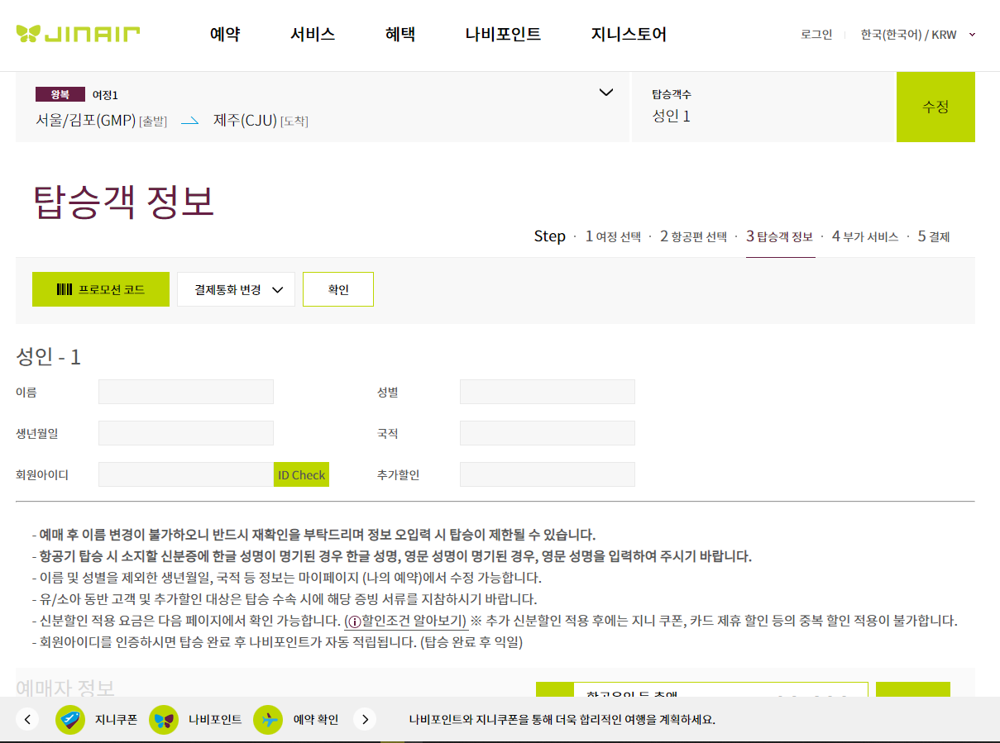 JINAIR 예약 서비스 혜택 나비포인트 지니스토어 로그인 한국(한국어) / KRW
왕복 여정1
서울/김포(GMP) [출발] 제주(CJU) [도착]
탑승객수
성인 1
수정
탑승객 정보
Step · 1 여정 선택 · 2 항공편 선택 · 3 탑승객 정보 · 4 부가 서비스 · 5 결제
프로모션 코드 결제통화 변경 확인
성인 - 1
이름 성별
생년월일 국적
회원아이디 ID Check 추가할인
- 예매 후 이름 변경이 불가하오니 반드시 재확인을 부탁드리며 정보 오입력 시 탑승이 제한될 수 있습니다.
- 항공기 탑승 시 소지할 신분증에 한글 성명이 명기된 경우 한글 성명, 영문 성명이 명기된 경우, 영문 성명을 입력하여 주시기 바랍니다.
- 이름 및 성별을 제외한 생년월일, 국적 등 정보는 마이페이지 (나의 예약)에서 수정 가능합니다.
- 유/소아 동반 고객 및 추가할인 대상은 탑승 수속 시에 해당 증빙 서류를 지참하시기 바랍니다.
- 신분할인 적용 요금은 다음 페이지에서 확인 가능합니다. (ⓘ할인조건 알아보기) ※ 추가 신분할인 적용 후에는 지니 쿠폰, 카드 제휴 할인 등의 중복 할인 적용이 불가합니다.
- 회원아이디를 인증하시면 탑승 완료 후 나비포인트가 자동 적립됩니다. (탑승 완료 후 익일)
예매자 정보
항공운임 등 총액
지니쿠폰 나비포인트 예약 확인 나비포인트와 지니쿠폰을 통해 더욱 합리적인 여행을 계획하세요.